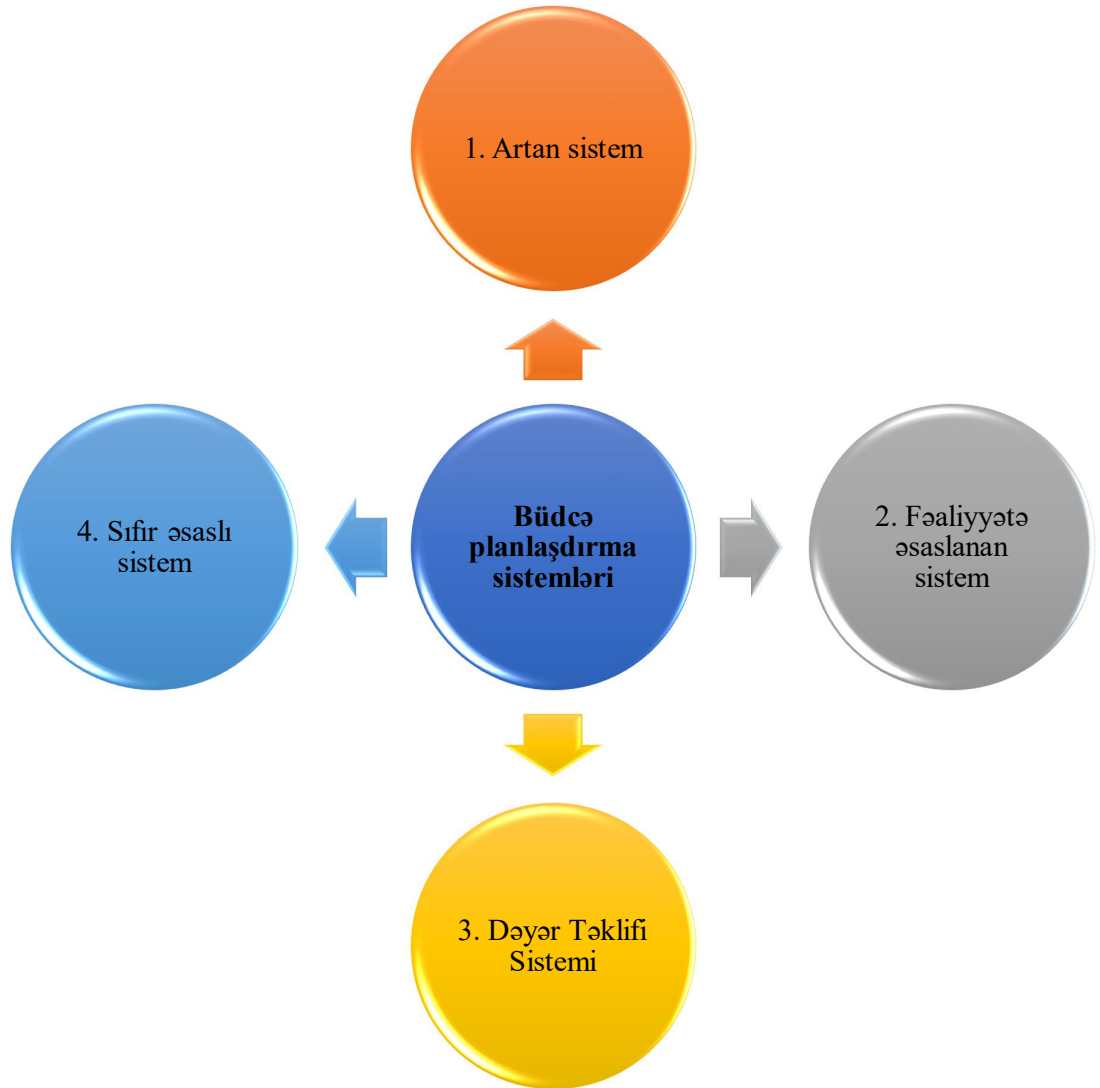 1. Artan sistem
4. Sıfır əsaslı
sistem
Büdcə
planlaşdırma
sistemləri
2. Fəaliyyətə
əsaslanan
sistem
3. Dəyər Təklifi
Sistemi